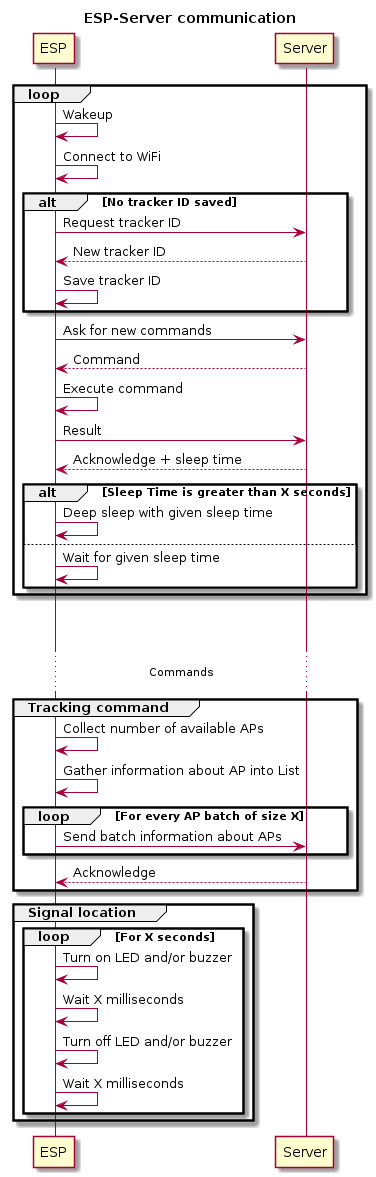 ESP-Server communication
ESP Server
loop
Wakeup
Connect to WiFi
alt [No tracker ID saved]
Request tracker ID
New tracker ID
Save tracker ID
Ask for new commands
Command
Execute command
Result
Acknowledge + sleep time
alt [Sleep Time is greater than X seconds]
Deep sleep with given sleep time
Wait for given sleep time
Commands
Tracking command
Collect number of available APs
Gather information about AP into List
loop [For every AP batch of size X]
Send batch information about APs
Acknowledge
Signal location
loop [For X seconds]
Turn on LED and/or buzzer
Wait X milliseconds
Turn off LED and/or buzzer
Wait X milliseconds
ESP Server